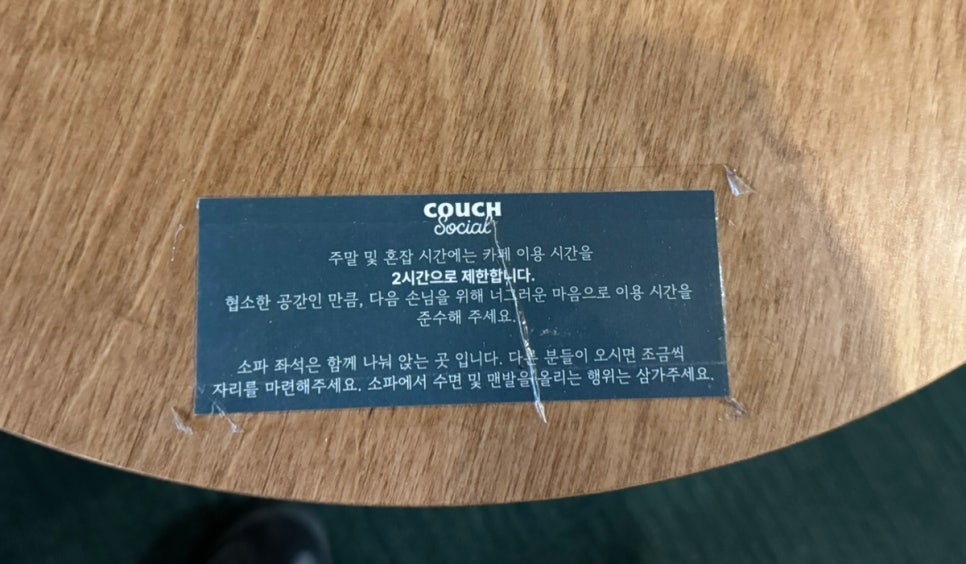 COUCH
Social
주말 및 혼잡 시간에는 카페 이용 시간을
2시간으로 제한합니다.
협소한 공간인 만큼, 다음 손님을 위해 너그러운 마음으로 이용 시간을
준수해 주세요.
소파 좌석은 함께 나눠 앉는 곳 입니다. 다른 분들이 오시면 조금씩
자리를 마련해주세요. 소파에서 수면 및 맨발을 올리는 행위는 삼가주세요.